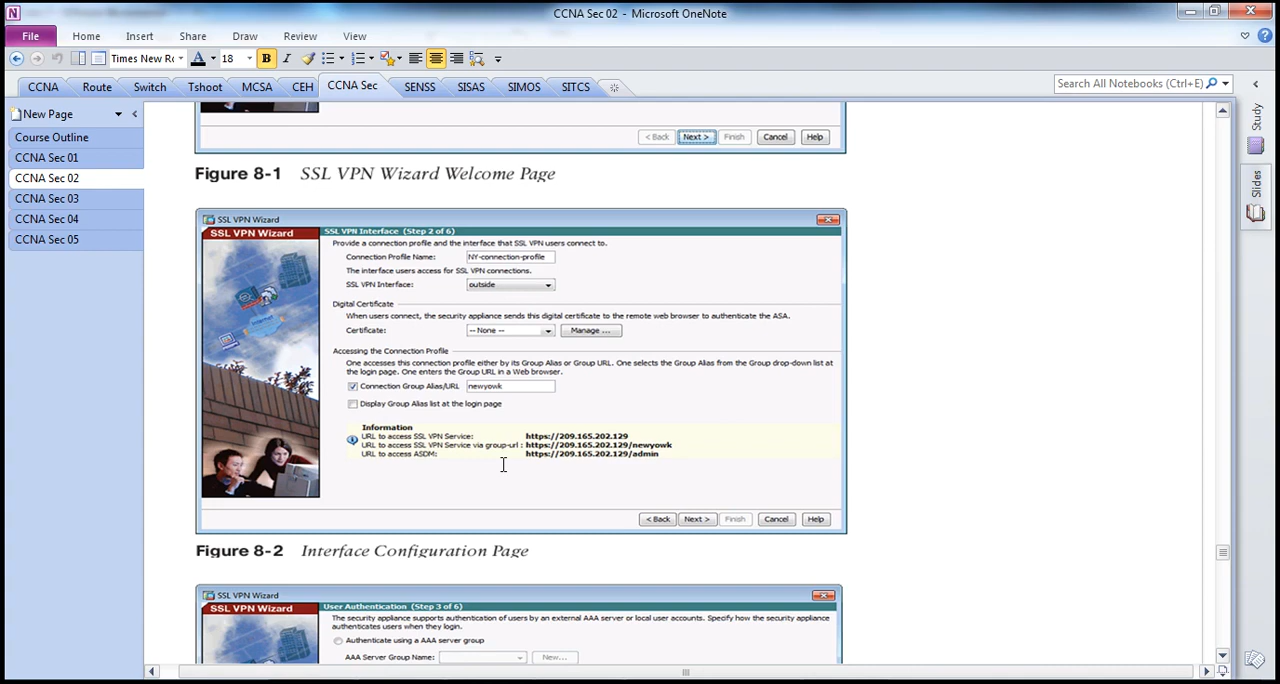 CCNA Sec 02 - Microsoft OneNote
File Home Insert Share Draw Review View
Times New Ro 18 B I
CCNA Route Switch Tshoot MCSA CEH CCNA Sec SENSS SISAS SIMOS SITCS
Search All Notebooks (Ctrl+E)
New Page
Course Outline
CCNA Sec 01
CCNA Sec 02
CCNA Sec 03
CCNA Sec 04
CCNA Sec 05
Study
Slides
< Back Next > Finish Cancel Help
Figure 8-1 SSL VPN Wizard Welcome Page
SSL VPN Wizard
SSL VPN Wizard
SSL VPN Interface (Step 2 of 6)
Provide a connection profile and the interface that SSL VPN users connect to.
Connection Profile Name: NY-connection-profile
The interface users access for SSL VPN connections.
SSL VPN Interface: outside
Digital Certificate
When users connect, the security appliance sends this digital certificate to the remote web browser to authenticate the ASA.
Certificate: -- None -- Manage ...
Accessing the Connection Profile
One accesses this connection profile either by its Group Alias or Group URL. One selects the Group Alias from the Group drop-down list at
the login page. One enters the Group URL in a Web browser.
Connection Group Alias/URL newyowk
Display Group Alias list at the login page
Information
URL to access SSL VPN Service: https://209.165.202.129
URL to access SSL VPN Service via group-url : https://209.165.202.129/newyowk
URL to access ASDM: https://209.165.202.129/admin
Internet
< Back Next > Finish Cancel Help
Figure 8-2 Interface Configuration Page
SSL VPN Wizard
SSL VPN Wizard
User Authentication (Step 3 of 6)
The security appliance supports authentication of users by an external AAA server or local user accounts. Specify how the security appliance
authenticates users when they login.
Authenticate using a AAA server group
AAA Server Group Name: New...